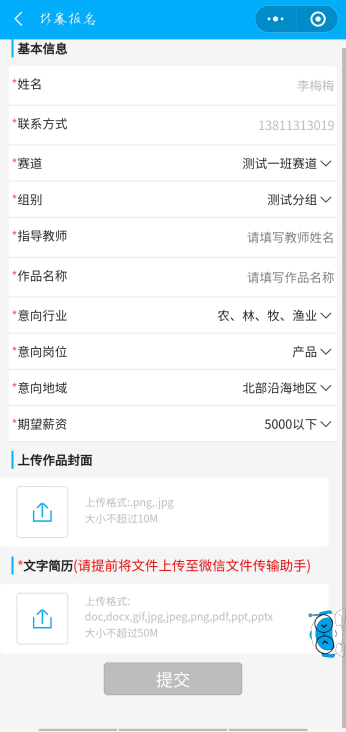 比赛报名
基本信息
*姓名 李梅梅
*联系方式 13811313019
*赛道 测试一班赛道
*组别 测试分组
*指导教师 请填写教师姓名
*作品名称 请填写作品名称
*意向行业 农、林、牧、渔业
*意向岗位 产品
*意向地域 北部沿海地区
*期望薪资 5000以下
上传作品封面
上传格式:.png,.jpg
大小不超过10M
*文字简历(请提前将文件上传至微信文件传输助手)
上传格式:
doc,docx,gif,jpg,jpeg,png,pdf,ppt,pptx
大小不超过50M
提交